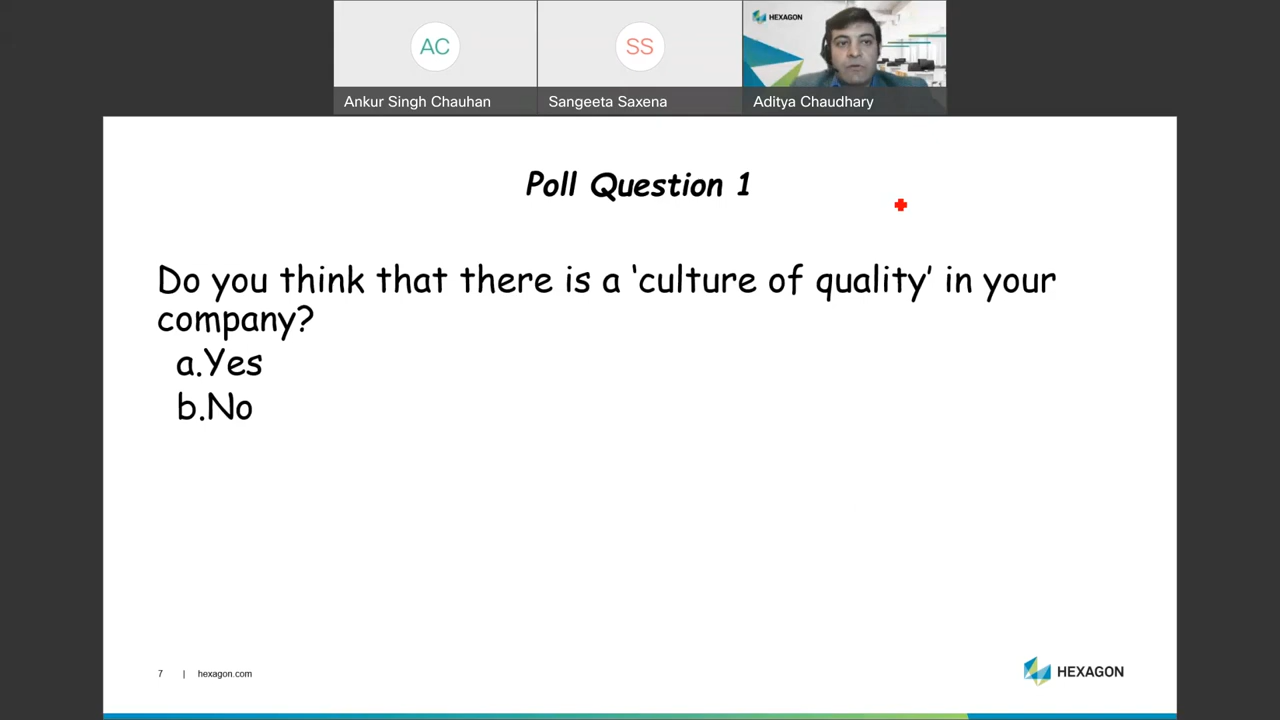 HEXAGON
AC
SS
Ankur Singh Chauhan
Sangeeta Saxena
Aditya Chaudhary
Poll Question 1
Do you think that there is a ‘culture of quality’ in your
company?
a.Yes
b.No
7 | hexagon.com
HEXAGON